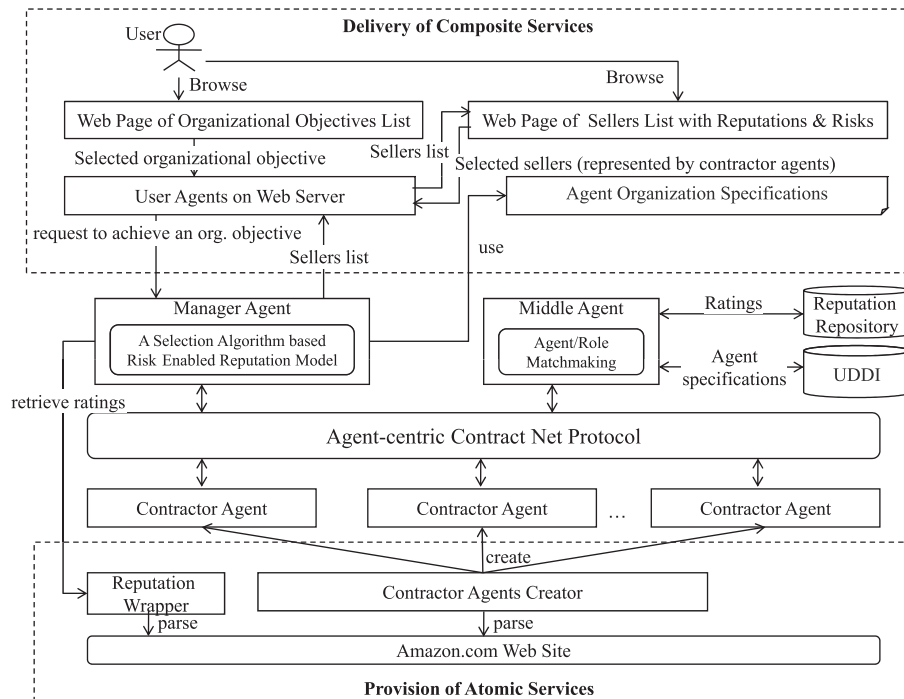 Delivery of Composite Services
User
Browse
Browse
Web Page of Organizational Objectives List
Web Page of Sellers List with Reputations & Risks
Selected organizational objective
Sellers list
Selected sellers (represented by contractor agents)
User Agents on Web Server
Agent Organization Specifications
request to achieve an org. objective
Sellers list
use
Manager Agent
A Selection Algorithm based
Risk Enabled Reputation Model
Middle Agent
Agent/Role
Matchmaking
Ratings
Reputation
Repository
Agent
specifications
UDDI
retrieve ratings
Agent-centric Contract Net Protocol
Contractor Agent
Contractor Agent
...
Contractor Agent
create
Reputation
Wrapper
Contractor Agents Creator
parse
parse
Amazon.com Web Site
Provision of Atomic Services